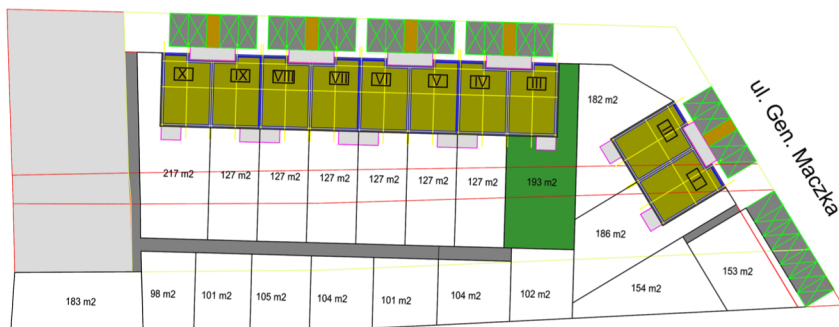 X
IX
VIII
VII
VI
V
IV
III
182 m2
II
I
ul. Gen. Maczka
217 m2
127 m2
127 m2
127 m2
127 m2
127 m2
127 m2
193 m2
186 m2
183 m2
98 m2
101 m2
105 m2
104 m2
101 m2
104 m2
102 m2
154 m2
153 m2